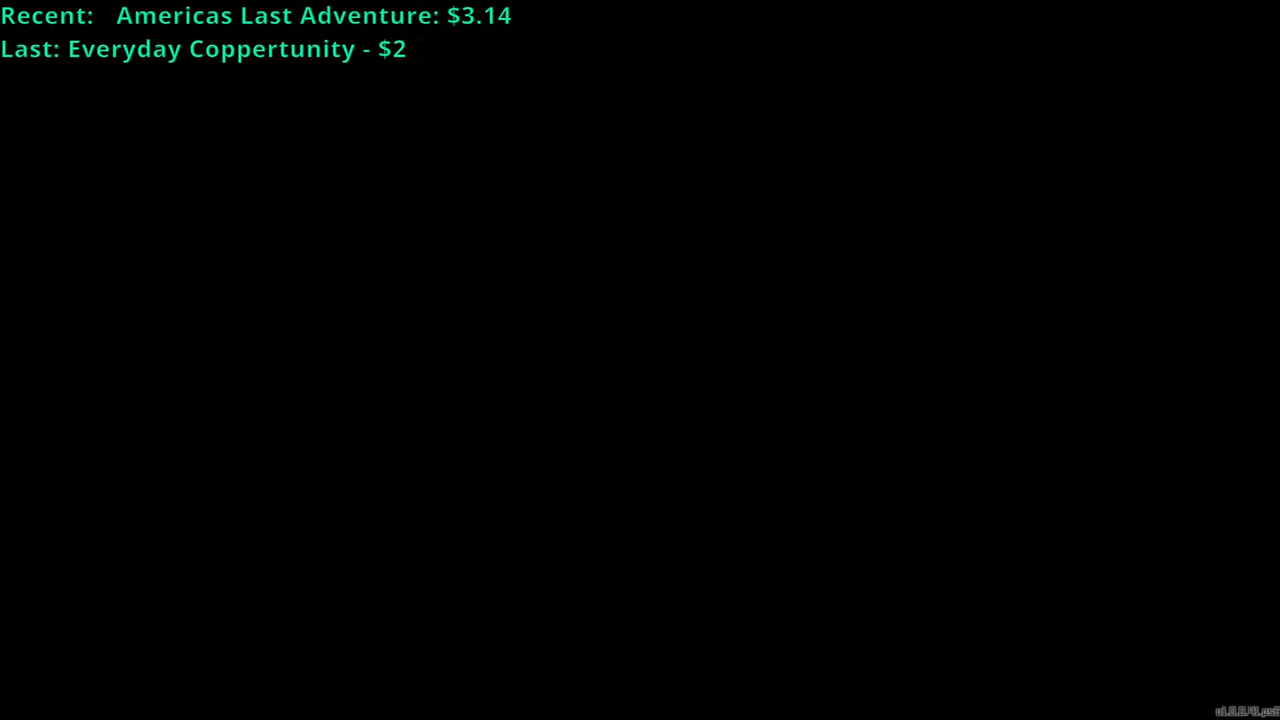 Recent:   Americas Last Adventure: $3.14
Last: Everyday Coppertunity - $2